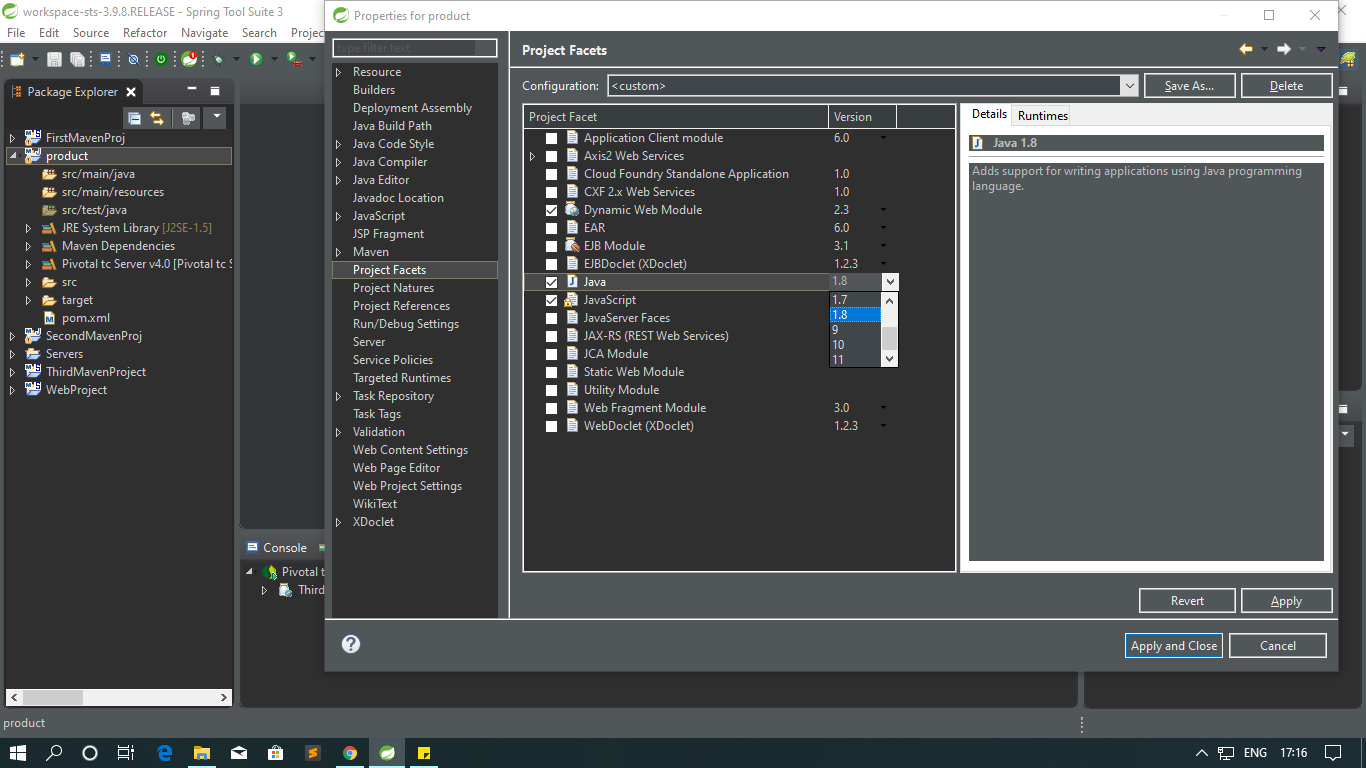 workspace-sts-3.9.8.RELEASE - Spring Tool Suite 3
File Edit Source Refactor Navigate Search Projec
Package Explorer
FirstMavenProj
product
src/main/java
src/main/resources
src/test/java
JRE System Library [J2SE-1.5]
Maven Dependencies
Pivotal tc Server v4.0 [Pivotal tc S
src
target
pom.xml
SecondMavenProj
Servers
ThirdMavenProject
WebProject
Console
Pivotal t
Third
product
Properties for product
type filter text
Resource
Builders
Deployment Assembly
Java Build Path
Java Code Style
Java Compiler
Java Editor
Javadoc Location
JavaScript
JSP Fragment
Maven
Project Facets
Project Natures
Project References
Run/Debug Settings
Server
Service Policies
Targeted Runtimes
Task Repository
Task Tags
Validation
Web Content Settings
Web Page Editor
Web Project Settings
WikiText
XDoclet
Project Facets
Configuration: <custom> Save As... Delete
Project Facet Version
Application Client module 6.0
Axis2 Web Services
Cloud Foundry Standalone Application 1.0
CXF 2.x Web Services 1.0
Dynamic Web Module 2.3
EAR 6.0
EJB Module 3.1
EJBDoclet (XDoclet) 1.2.3
Java 1.8
JavaScript 1.7
JavaServer Faces 1.8
JAX-RS (REST Web Services) 9
10
JCA Module 11
Static Web Module
Utility Module
Web Fragment Module 3.0
WebDoclet (XDoclet) 1.2.3
Details Runtimes
Java 1.8
Adds support for writing applications using Java programming
language.
Revert Apply
Apply and Close Cancel
ENG 17:16